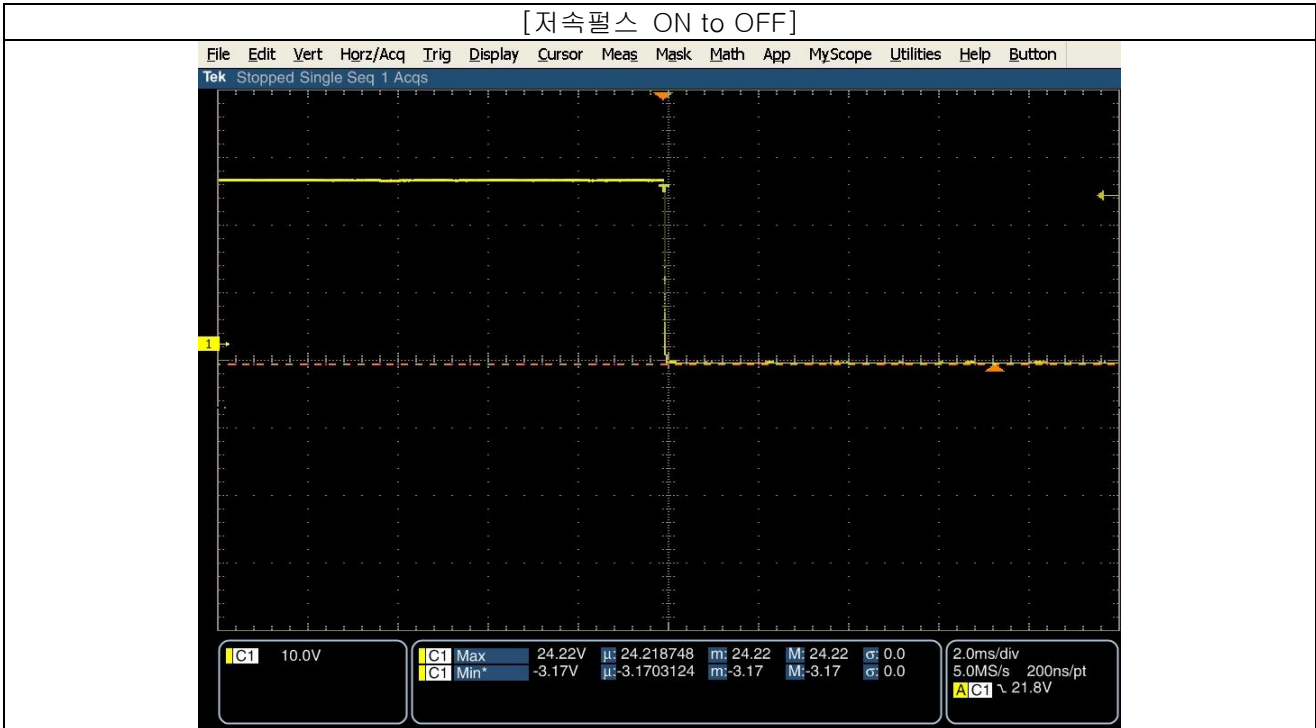 [저속펄스 ON to OFF]
File Edit Vert Horz/Acq Trig Display Cursor Meas Mask Math App MyScope Utilities Help Button
Tek Stopped Single Seq 1 Acqs
T
1
C1 10.0V
C1 Max 24.22V μ: 24.218748 m: 24.22 M: 24.22 σ: 0.0
C1 Min* -3.17V μ:-3.1703124 m:-3.17 M:-3.17 σ: 0.0
2.0ms/div
5.0MS/s 200ns/pt
A C1 21.8V